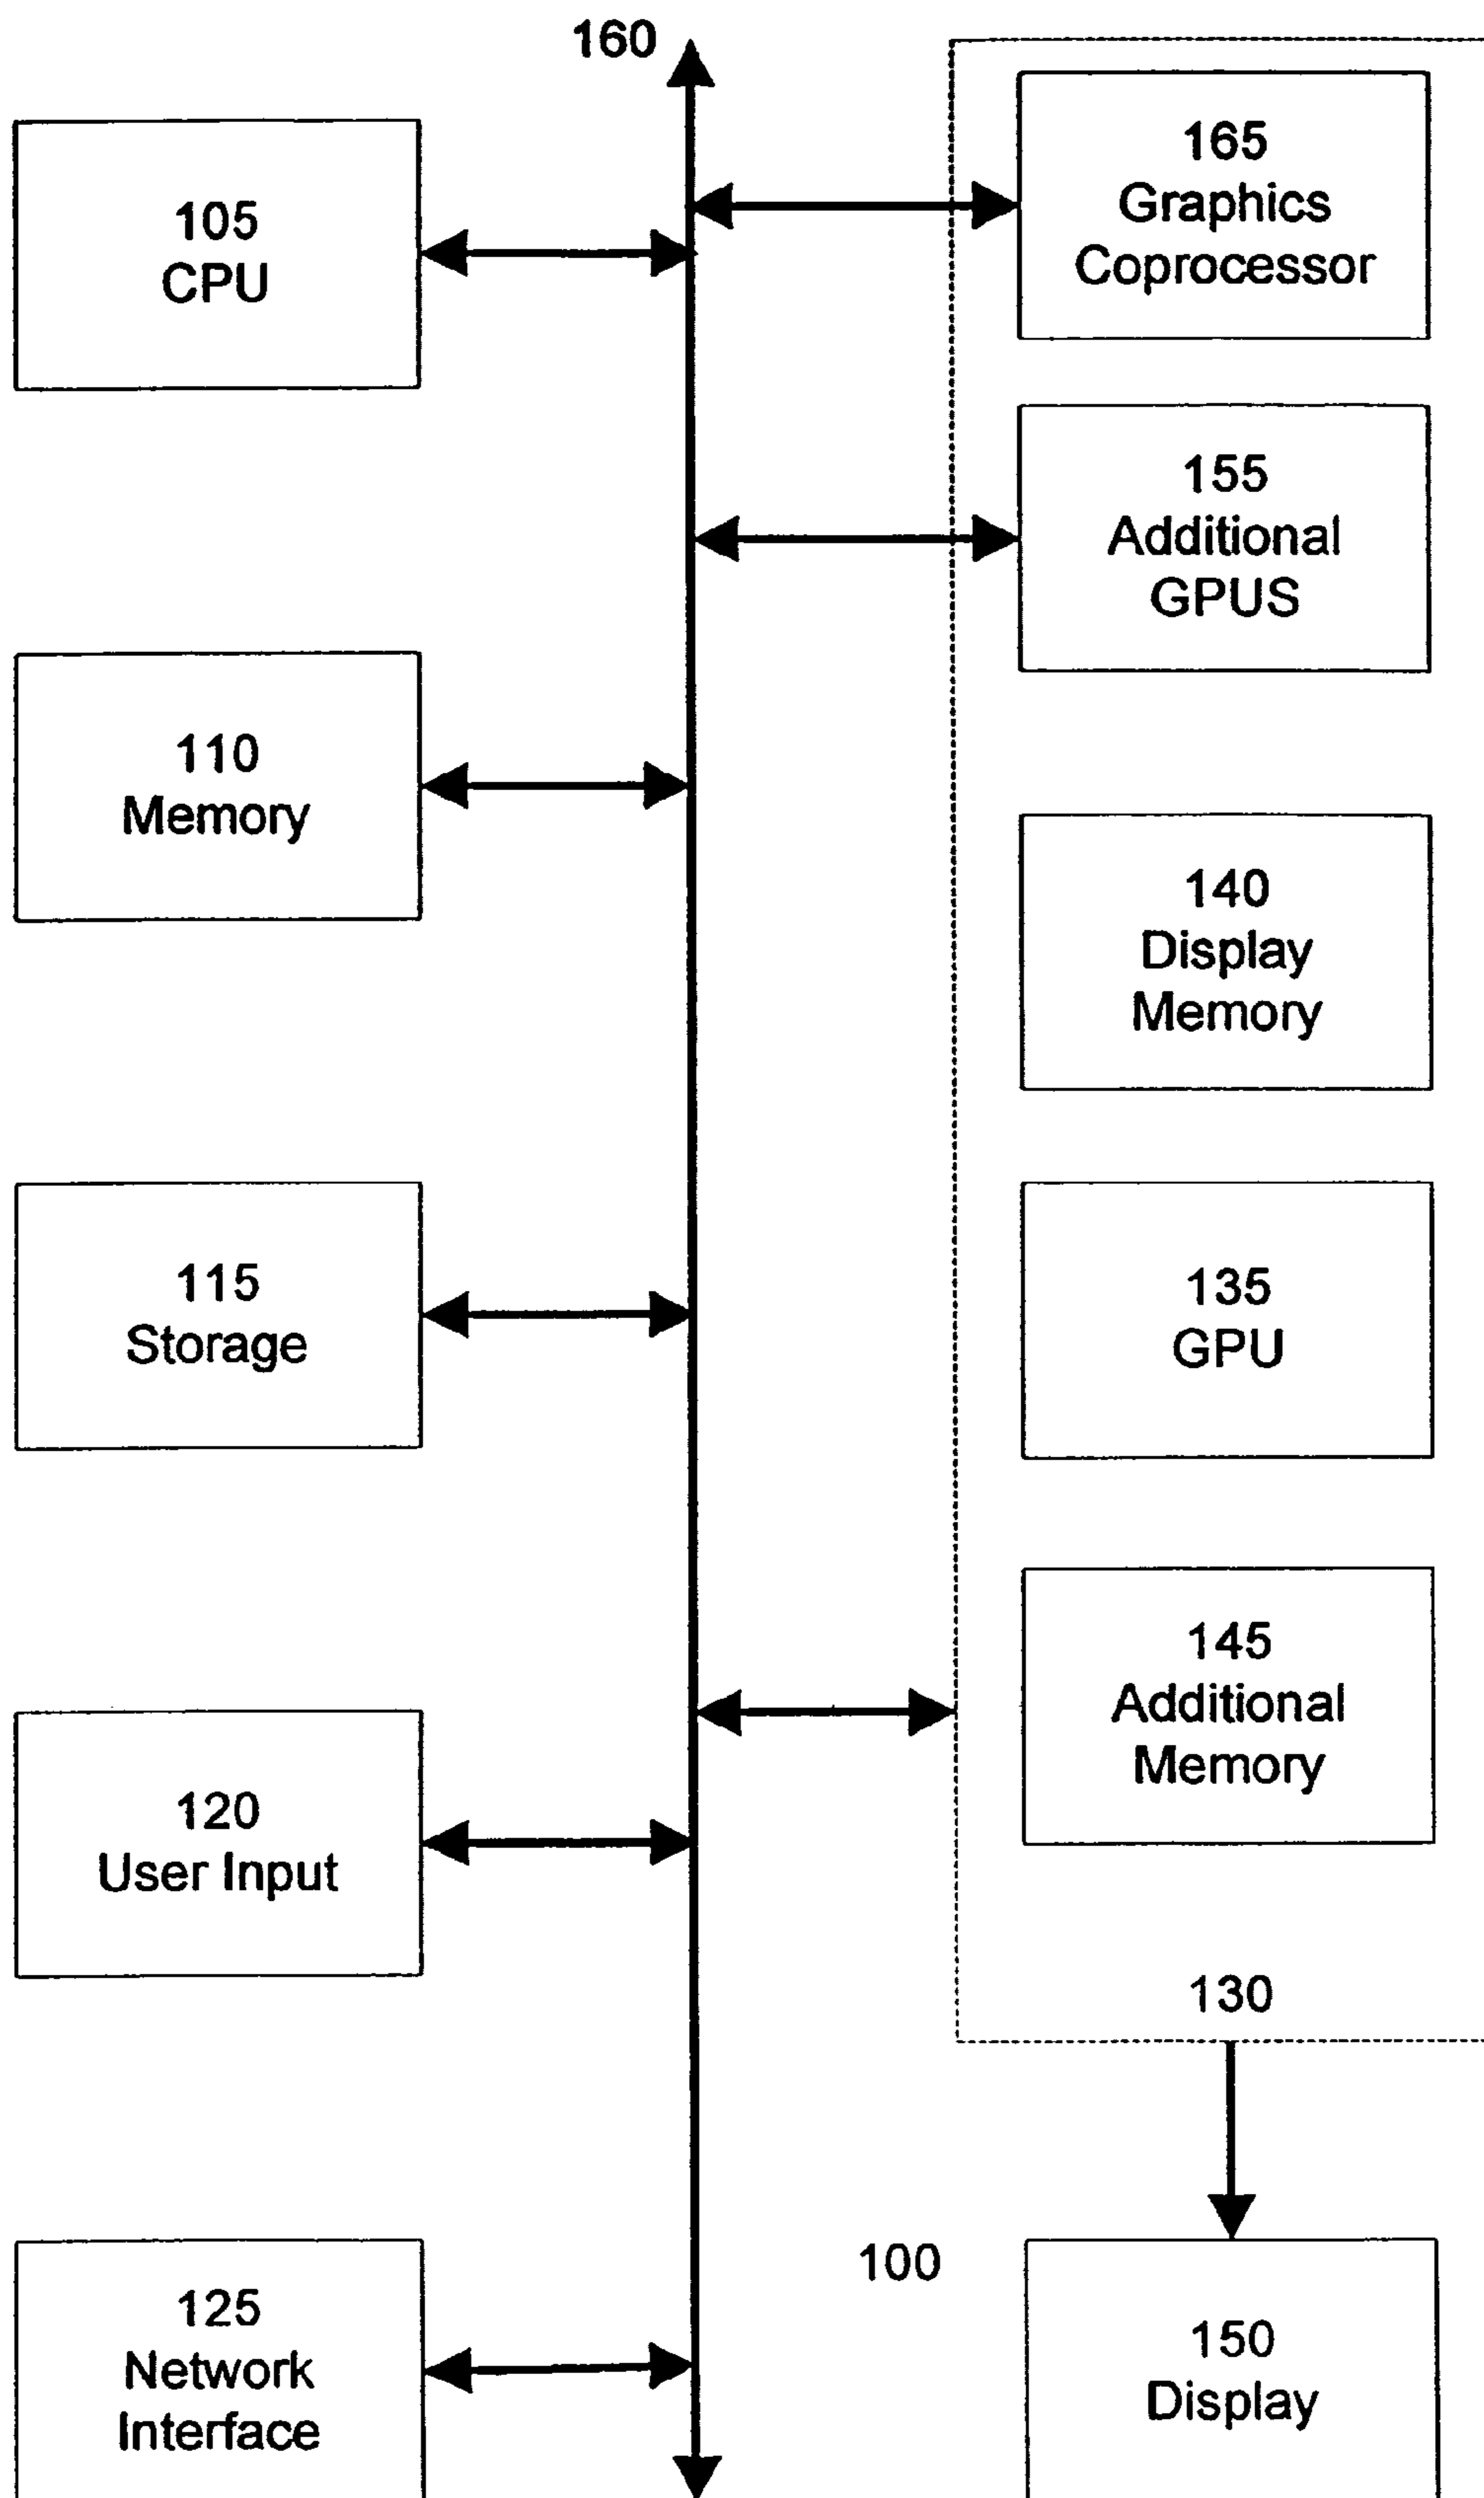 160
105
CPU
110
Memory
115
Storage
120
User Input
125
Network
Interface
165
Graphics
Coprocessor
155
Additional
GPUS
140
Display
Memory
135
GPU
145
Additional
Memory
130
100
150
Display